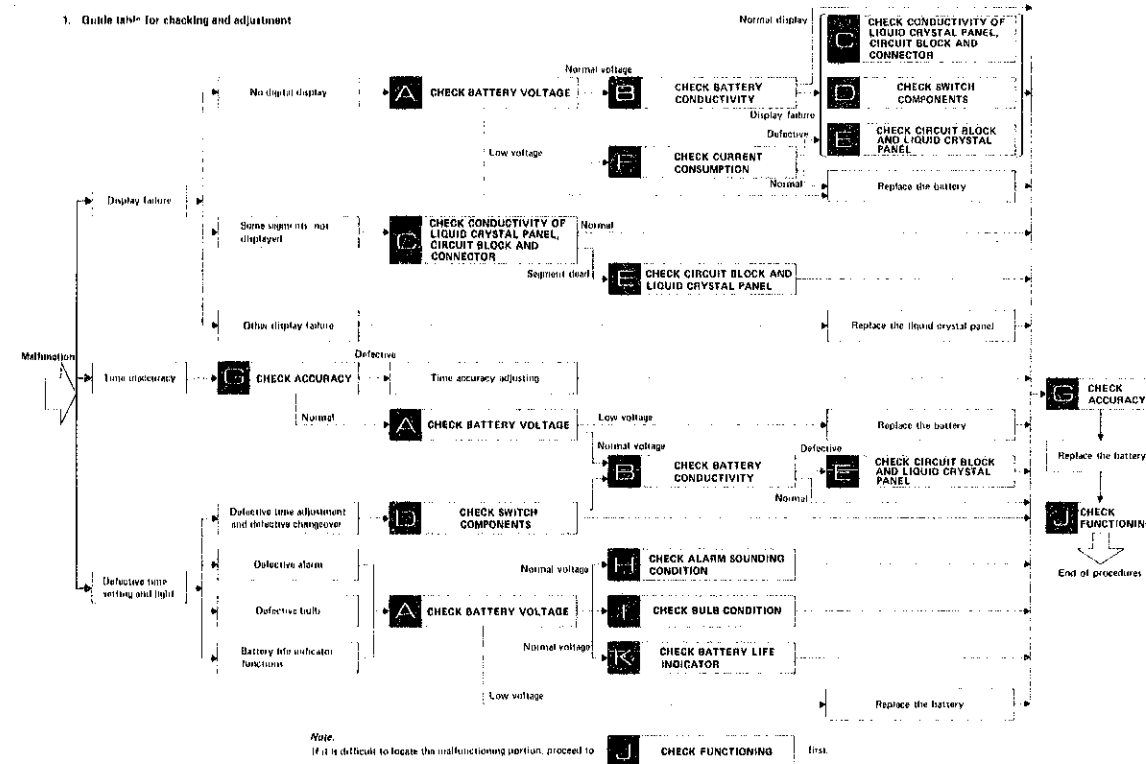 1. Guide table for checking and adjustment
Normal display
C CHECK CONDUCTIVITY OF
LIQUID CRYSTAL PANEL,
CIRCUIT BLOCK AND
CONNECTOR
Normal voltage
No digital display
A CHECK BATTERY VOLTAGE
B CHECK BATTERY
CONDUCTIVITY
D CHECK SWITCH
COMPONENTS
Display failure
Defective
E CHECK CIRCUIT BLOCK
AND LIQUID CRYSTAL
PANEL
Low voltage
F CHECK CURRENT
CONSUMPTION
Normal
Replace the battery
Display failure
Some segments not
displayed
C CHECK CONDUCTIVITY OF
LIQUID CRYSTAL PANEL,
CIRCUIT BLOCK AND
CONNECTOR
Normal
Segment dead
E CHECK CIRCUIT BLOCK AND
LIQUID CRYSTAL PANEL
Other display failure
Replace the liquid crystal panel
Malfunction
Defective
Time inaccuracy
G CHECK ACCURACY
Time accuracy adjusting
G CHECK
ACCURACY
Normal
A CHECK BATTERY VOLTAGE
Low voltage
Replace the battery
Normal voltage
B CHECK BATTERY
CONDUCTIVITY
Defective
E CHECK CIRCUIT BLOCK
AND LIQUID CRYSTAL
PANEL
Normal
Replace the battery
Defective time adjustment
and defective changeover
D CHECK SWITCH
COMPONENTS
J CHECK
FUNCTIONING
End of procedures
Defective time
setting and light
Defective alarm
Normal voltage
H CHECK ALARM SOUNDING
CONDITION
Defective bulb
A CHECK BATTERY VOLTAGE
I CHECK BULB CONDITION
Battery life indicator
functions
Normal voltage
K CHECK BATTERY LIFE
INDICATOR
Low voltage
Replace the battery
Note.
If it is difficult to locate the malfunctioning portion, proceed to J CHECK FUNCTIONING first.